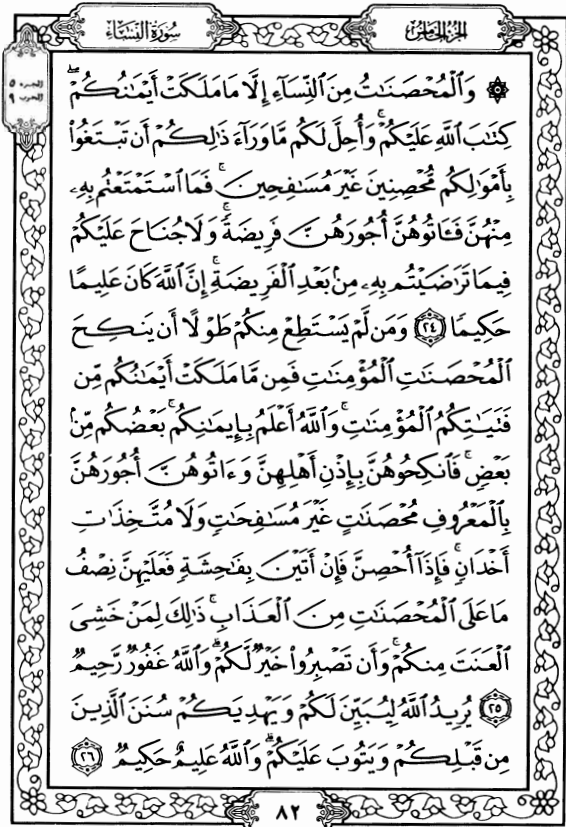 الجزء الخامس
سورة النساء
الجزء ٥
الحزب ٩
۞ وَالْمُحْصَنَاتُ مِنَ النِّسَاءِ إِلَّا مَا مَلَكَتْ أَيْمَانُكُمْ ۖ
كِتَابَ اللَّهِ عَلَيْكُمْ ۚ وَأُحِلَّ لَكُم مَّا وَرَاءَ ذَٰلِكُمْ أَن تَبْتَغُوا
بِأَمْوَالِكُم مُّحْصِنِينَ غَيْرَ مُسَافِحِينَ ۚ فَمَا اسْتَمْتَعْتُم بِهِ
مِنْهُنَّ فَآتُوهُنَّ أُجُورَهُنَّ فَرِيضَةً ۚ وَلَا جُنَاحَ عَلَيْكُمْ
فِيمَا تَرَاضَيْتُم بِهِ مِن بَعْدِ الْفَرِيضَةِ ۚ إِنَّ اللَّهَ كَانَ عَلِيمًا
حَكِيمًا ٢٤ وَمَن لَّمْ يَسْتَطِعْ مِنكُمْ طَوْلًا أَن يَنكِحَ
الْمُحْصَنَاتِ الْمُؤْمِنَاتِ فَمِن مَّا مَلَكَتْ أَيْمَانُكُم مِّن
فَتَيَاتِكُمُ الْمُؤْمِنَاتِ ۚ وَاللَّهُ أَعْلَمُ بِإِيمَانِكُم ۚ بَعْضُكُم مِّن
بَعْضٍ ۚ فَانكِحُوهُنَّ بِإِذْنِ أَهْلِهِنَّ وَآتُوهُنَّ أُجُورَهُنَّ
بِالْمَعْرُوفِ مُحْصَنَاتٍ غَيْرَ مُسَافِحَاتٍ وَلَا مُتَّخِذَاتِ
أَخْدَانٍ ۚ فَإِذَا أُحْصِنَّ فَإِنْ أَتَيْنَ بِفَاحِشَةٍ فَعَلَيْهِنَّ نِصْفُ
مَا عَلَى الْمُحْصَنَاتِ مِنَ الْعَذَابِ ۚ ذَٰلِكَ لِمَنْ خَشِيَ
الْعَنَتَ مِنكُمْ ۚ وَأَن تَصْبِرُوا خَيْرٌ لَّكُمْ ۗ وَاللَّهُ غَفُورٌ رَّحِيمٌ
٢٥ يُرِيدُ اللَّهُ لِيُبَيِّنَ لَكُمْ وَيَهْدِيَكُمْ سُنَنَ الَّذِينَ
مِن قَبْلِكُمْ وَيَتُوبَ عَلَيْكُمْ ۗ وَاللَّهُ عَلِيمٌ حَكِيمٌ ٢٦
٨٢